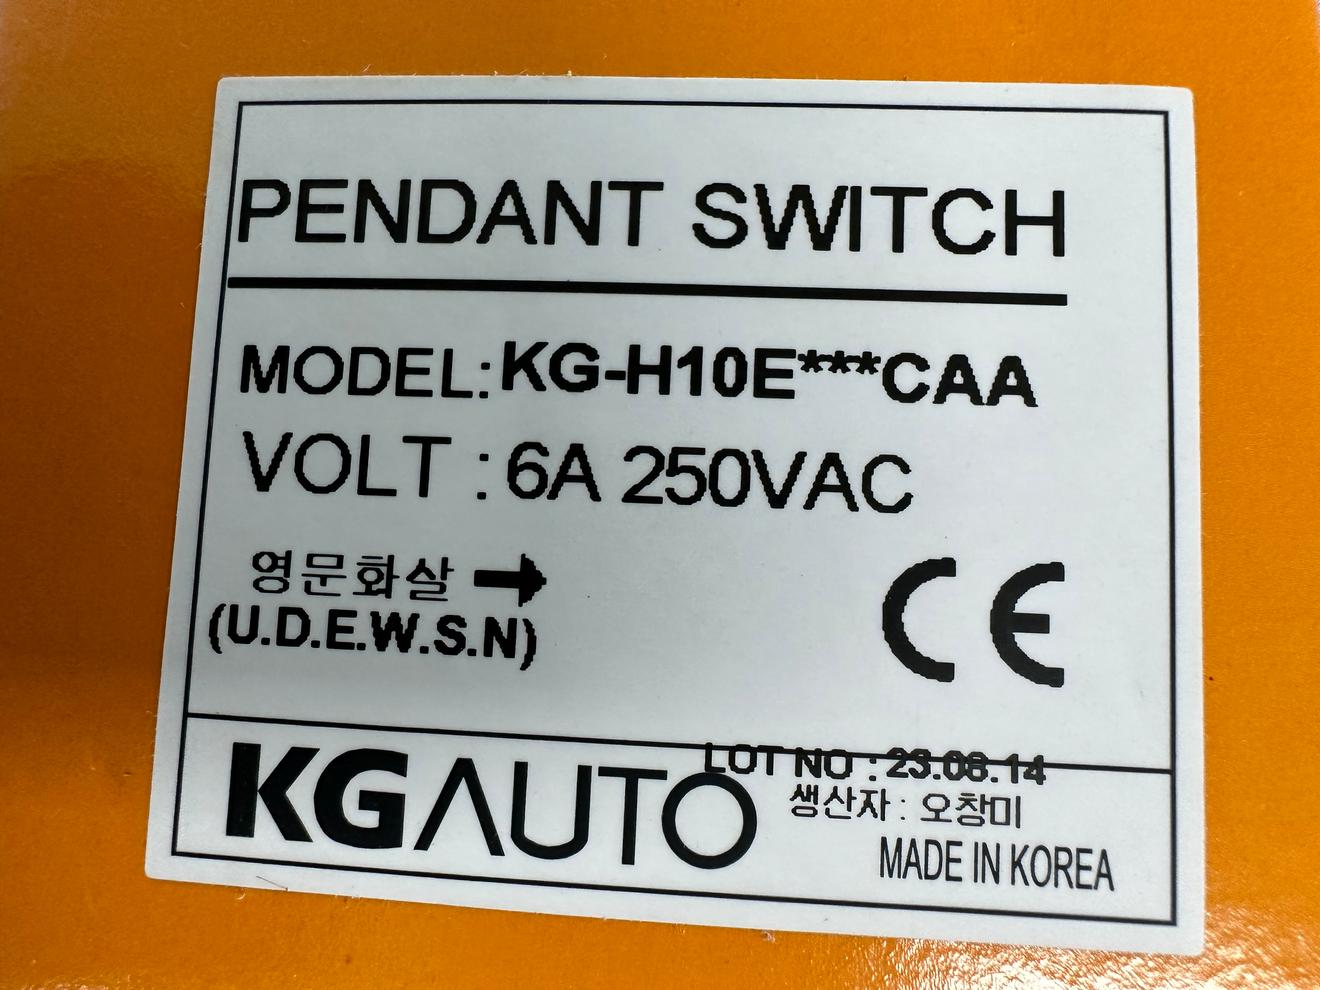 PENDANT SWITCH
MODEL:KG-H10E***CAA
VOLT : 6A 250VAC
영문화살 →
(U.D.E.W.S.N)
CE
KGAUTO
LOT NO : 23.08.14
생산자 : 오창미
MADE IN KOREA